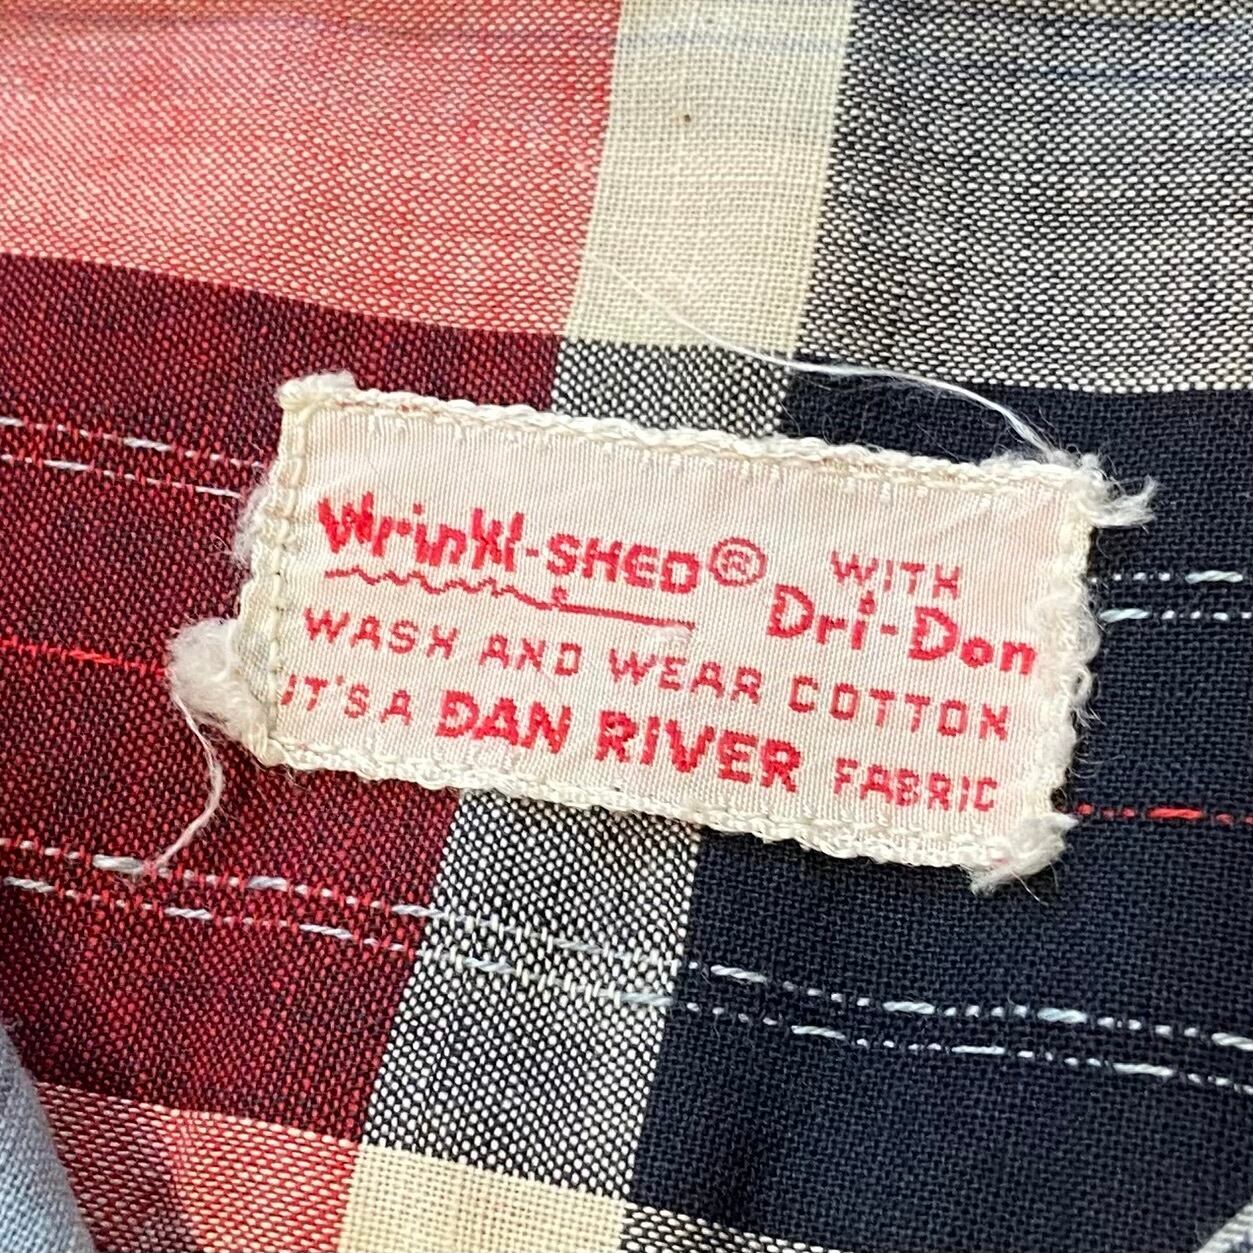 Wrinkl-SHED® WITH Dri-Don
WASH AND WEAR COTTON
IT'S A DAN RIVER FABRIC